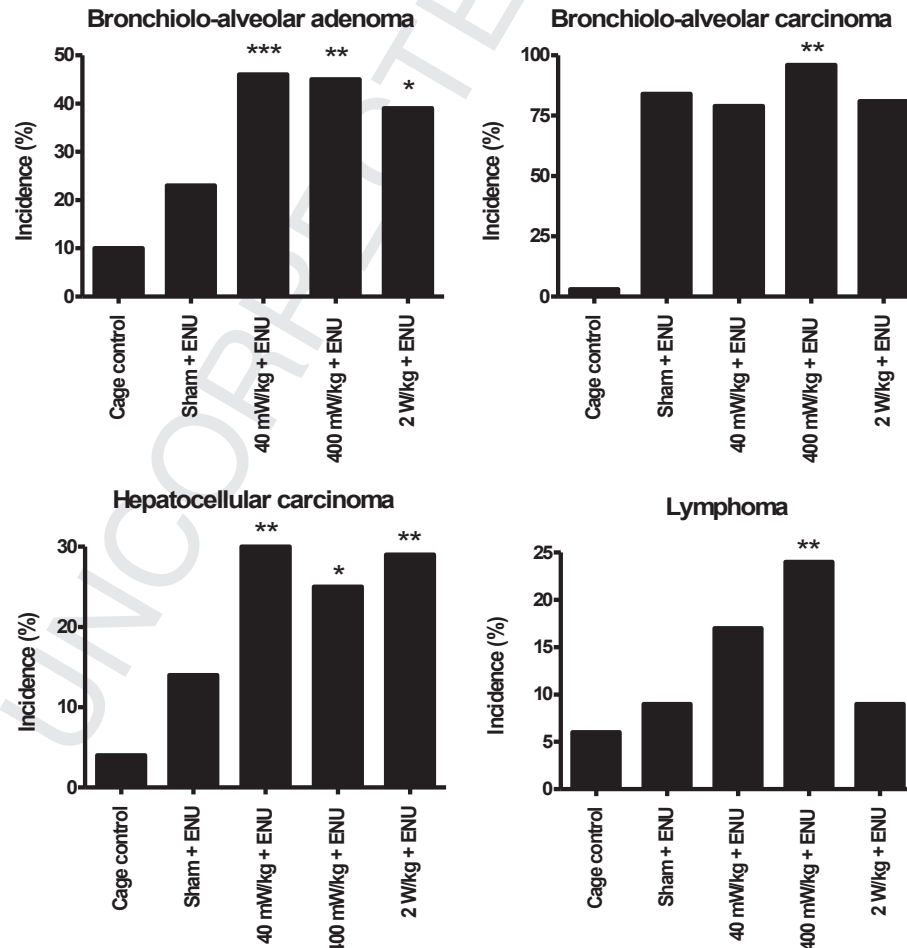 Bronchiolo-alveolar adenoma
50
40
30
20
10
0
Incidence (%)
***
**
*
Cage control
Sham + ENU
40 mW/kg + ENU
400 mW/kg + ENU
2 W/kg + ENU
Bronchiolo-alveolar carcinoma
100
75
50
25
0
Incidence (%)
**
Cage control
Sham + ENU
40 mW/kg + ENU
400 mW/kg + ENU
2 W/kg + ENU
Hepatocellular carcinoma
30
20
10
0
Incidence (%)
**
*
**
Cage control
Sham + ENU
40 mW/kg + ENU
400 mW/kg + ENU
2 W/kg + ENU
Lymphoma
25
20
15
10
5
0
Incidence (%)
**
Cage control
Sham + ENU
40 mW/kg + ENU
400 mW/kg + ENU
2 W/kg + ENU